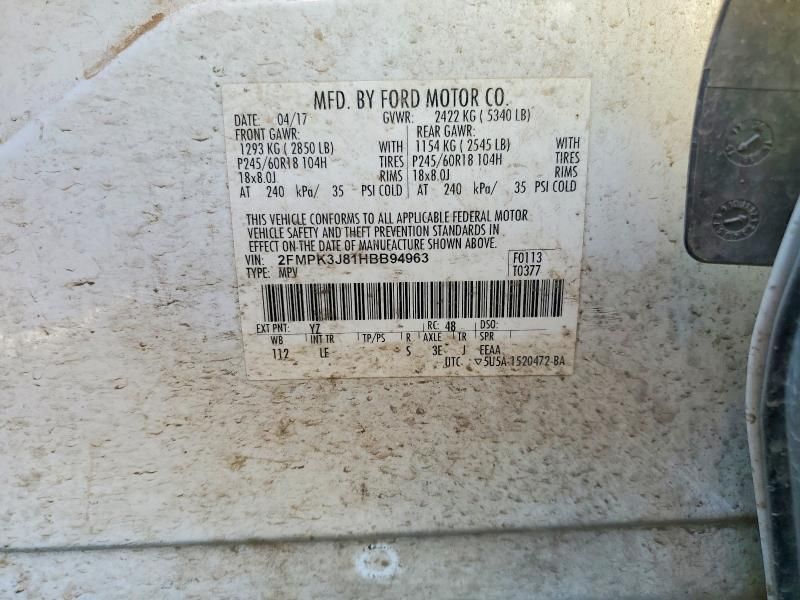 MFD. BY FORD MOTOR CO.
DATE: 04/17 GVWR: 2422 KG ( 5340 LB)
FRONT GAWR: REAR GAWR:
1293 KG ( 2850 LB) WITH 1154 KG ( 2545 LB) WITH
P245/60R18 104H TIRES P245/60R18 104H TIRES
18x8.0J RIMS 18x8.0J RIMS
AT 240 kPa/ 35 PSI COLD AT 240 kPa/ 35 PSI COLD
THIS VEHICLE CONFORMS TO ALL APPLICABLE FEDERAL MOTOR
VEHICLE SAFETY AND THEFT PREVENTION STANDARDS IN
EFFECT ON THE DATE OF MANUFACTURE SHOWN ABOVE.
VIN: 2FMPK3J81HBB94963 F0113
TYPE: MPV T0377
EXT PNT: YZ RC: 48 DSO:
WB INT TR TP/PS R AXLE TR SPR
112 LE S 3E J EEAA
UTC ▽5U5A-1520472-BA